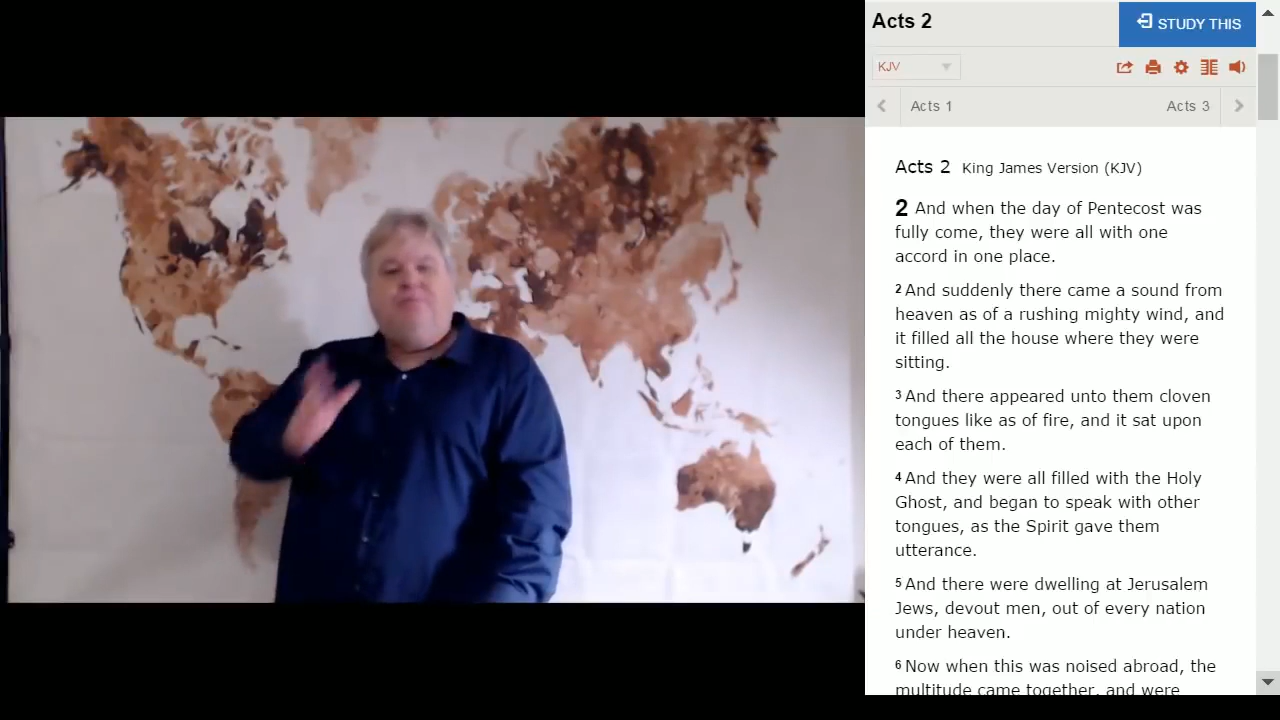 Acts 2
STUDY THIS
KJV
Acts 1
Acts 3
Acts 2 King James Version (KJV)
2 And when the day of Pentecost was
fully come, they were all with one
accord in one place.
2 And suddenly there came a sound from
heaven as of a rushing mighty wind, and
it filled all the house where they were
sitting.
3 And there appeared unto them cloven
tongues like as of fire, and it sat upon
each of them.
4 And they were all filled with the Holy
Ghost, and began to speak with other
tongues, as the Spirit gave them
utterance.
5 And there were dwelling at Jerusalem
Jews, devout men, out of every nation
under heaven.
6 Now when this was noised abroad, the
multitude came together, and were